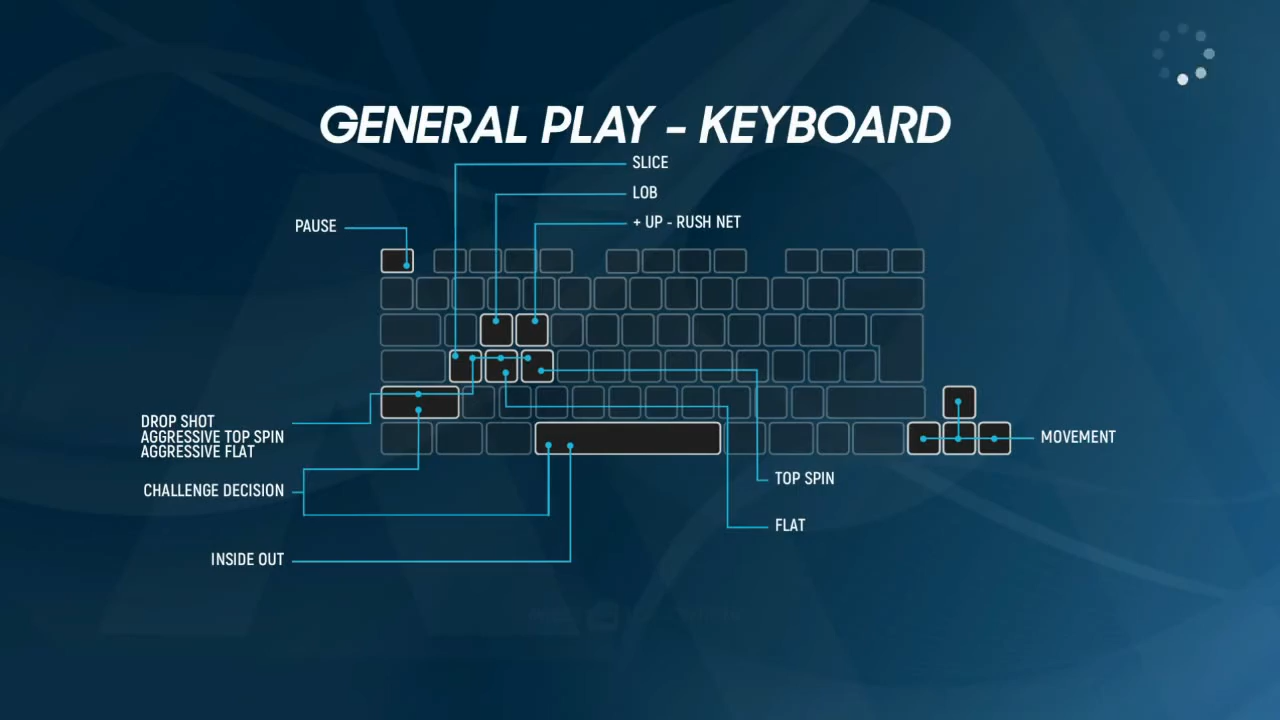 GENERAL PLAY - KEYBOARD
SLICE
LOB
+ UP - RUSH NET
PAUSE
DROP SHOT
AGGRESSIVE TOP SPIN
AGGRESSIVE FLAT
MOVEMENT
TOP SPIN
CHALLENGE DECISION
FLAT
INSIDE OUT